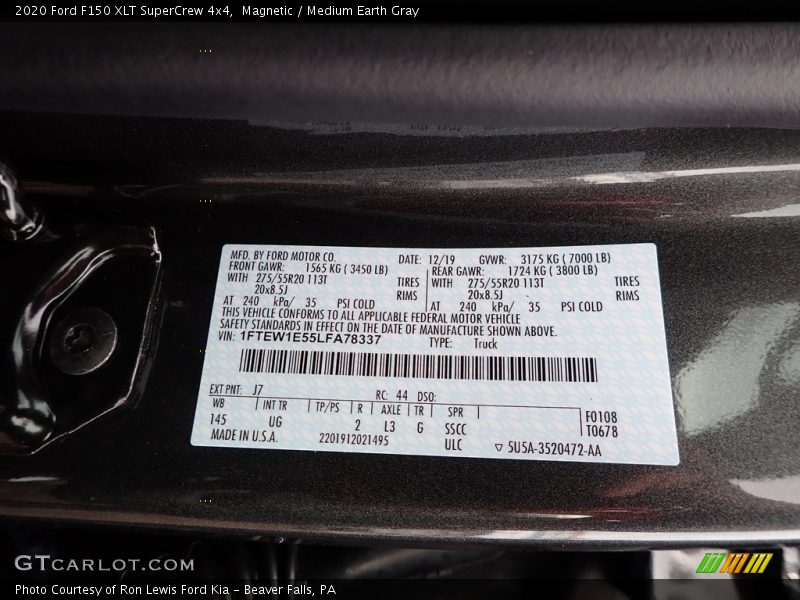 2020 Ford F150 XLT SuperCrew 4x4,  Magnetic / Medium Earth Gray
MFD. BY FORD MOTOR CO. DATE: 12/19 GVWR: 3175 KG ( 7000 LB)
FRONT GAWR: 1565 KG ( 3450 LB) REAR GAWR: 1724 KG ( 3800 LB)
WITH 275/55R20 113T TIRES WITH 275/55R20 113T TIRES
20x8.5J RIMS 20x8.5J RIMS
AT 240 kPa/ 35 PSI COLD AT 240 kPa/ 35 PSI COLD
THIS VEHICLE CONFORMS TO ALL APPLICABLE FEDERAL MOTOR VEHICLE
SAFETY STANDARDS IN EFFECT ON THE DATE OF MANUFACTURE SHOWN ABOVE.
VIN: 1FTEW1E55LFA78337 TYPE: Truck
EXT PNT: J7 RC: 44 DSO:
WB INT TR TP/PS R AXLE TR SPR
145 UG 2 L3 G SSCC F0108
T0678
MADE IN U.S.A. 2201912021495 ULC ▽ 5U5A-3520472-AA
GTCARLOT.COM
Photo Courtesy of Ron Lewis Ford Kia – Beaver Falls, PA